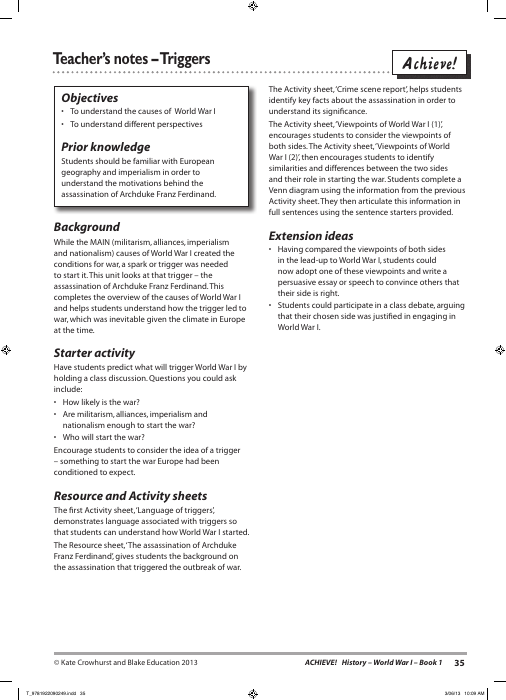 Teacher's notes – Triggers
Achieve!
Objectives
• To understand the causes of World War I
• To understand different perspectives
Prior knowledge
Students should be familiar with European
geography and imperialism in order to
understand the motivations behind the
assassination of Archduke Franz Ferdinand.
Background
While the MAIN (militarism, alliances, imperialism
and nationalism) causes of World War I created the
conditions for war, a spark or trigger was needed
to start it. This unit looks at that trigger – the
assassination of Archduke Franz Ferdinand. This
completes the overview of the causes of World War I
and helps students understand how the trigger led to
war, which was inevitable given the climate in Europe
at the time.
Starter activity
Have students predict what will trigger World War I by
holding a class discussion. Questions you could ask
include:
• How likely is the war?
• Are militarism, alliances, imperialism and
nationalism enough to start the war?
• Who will start the war?
Encourage students to consider the idea of a trigger
– something to start the war Europe had been
conditioned to expect.
Resource and Activity sheets
The first Activity sheet, 'Language of triggers',
demonstrates language associated with triggers so
that students can understand how World War I started.
The Resource sheet, 'The assassination of Archduke
Franz Ferdinand', gives students the background on
the assassination that triggered the outbreak of war.
The Activity sheet, 'Crime scene report', helps students
identify key facts about the assassination in order to
understand its significance.
The Activity sheet, 'Viewpoints of World War I (1)',
encourages students to consider the viewpoints of
both sides. The Activity sheet, 'Viewpoints of World
War I (2)', then encourages students to identify
similarities and differences between the two sides
and their role in starting the war. Students complete a
Venn diagram using the information from the previous
Activity sheet. They then articulate this information in
full sentences using the sentence starters provided.
Extension ideas
• Having compared the viewpoints of both sides
in the lead-up to World War I, students could
now adopt one of these viewpoints and write a
persuasive essay or speech to convince others that
their side is right.
• Students could participate in a class debate, arguing
that their chosen side was justified in engaging in
World War I.
© Kate Crowhurst and Blake Education 2013
ACHIEVE! History – World War I – Book 1 35
T_9781922090249.indd 35
3/06/13 10:09 AM